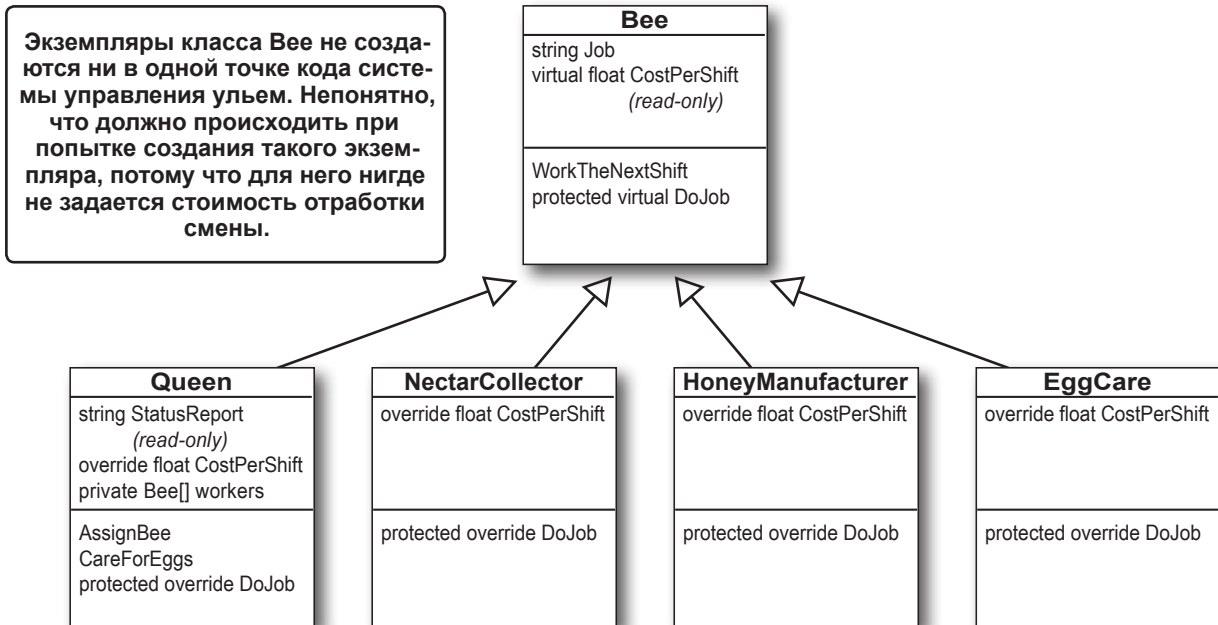 Экземпляры класса Bee не созда-
ются ни в одной точке кода систе-
мы управления ульем. Непонятно,
что должно происходить при
попытке создания такого экзем-
пляра, потому что для него нигде
не задается стоимость отработки
смены.
Bee
string Job
virtual float CostPerShift
(read-only)
WorkTheNextShift
protected virtual DoJob
Queen
string StatusReport
(read-only)
override float CostPerShift
private Bee[] workers
AssignBee
CareForEggs
protected override DoJob
NectarCollector
override float CostPerShift
protected override DoJob
HoneyManufacturer
override float CostPerShift
protected override DoJob
EggCare
override float CostPerShift
protected override DoJob